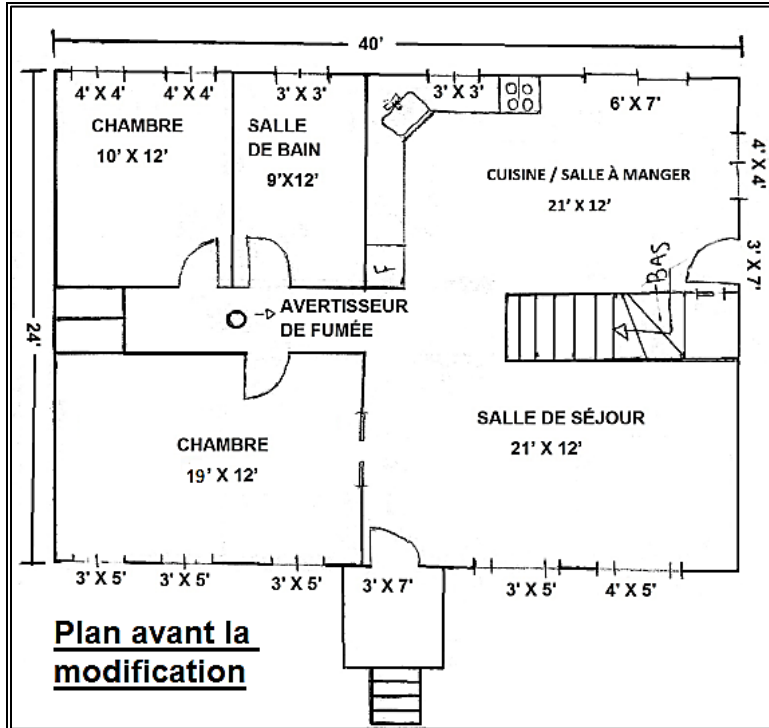 40'
4' X 4' 4' X 4' 3' X 3' 3' X 3' 6' X 7'
CHAMBRE
10' X 12'
SALLE
DE BAIN
9'X12'
CUISINE / SALLE À MANGER
21' X 12'
4' X 4'
3' X 7'
F
BAS
24'
AVERTISSEUR
DE FUMÉE
CHAMBRE
19' X 12'
SALLE DE SÉJOUR
21' X 12'
3' X 5' 3' X 5' 3' X 5' 3' X 7' 3' X 5' 4' X 5'
Plan avant la
modification